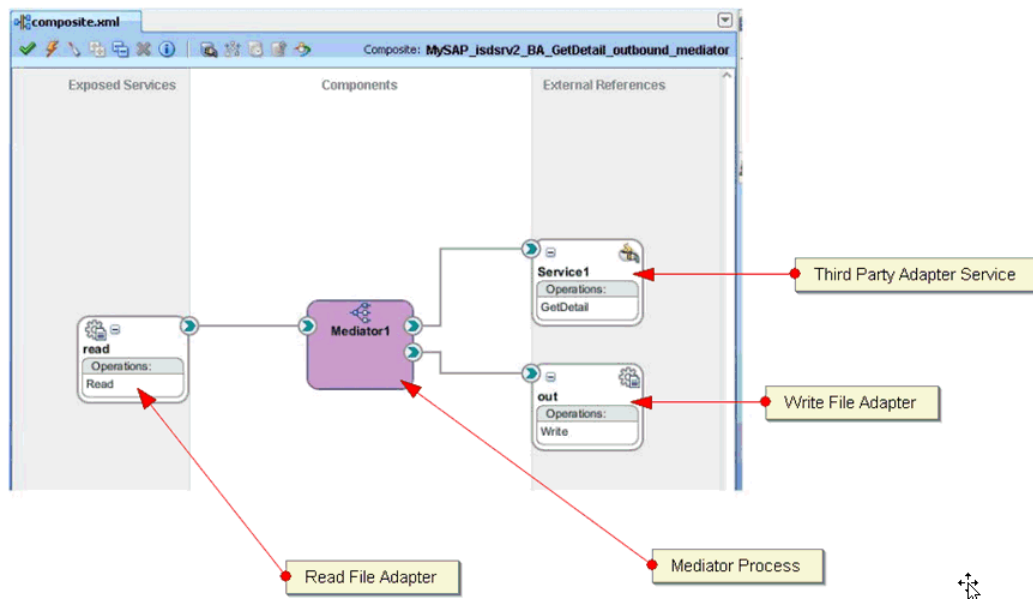 composite.xml
Composite: MySAP_isdsrv2_BA_GetDetail_outbound_mediator
Exposed Services
Components
External References
Service1
Operations:
GetDetail
Third Party Adapter Service
Mediator1
read
Operations:
Read
out
Operations:
Write
Write File Adapter
Read File Adapter
Mediator Process